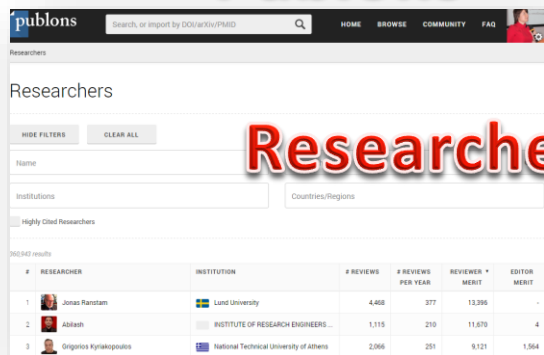 publons
Search, or import by DOI/arXiv/PMID
HOME BROWSE COMMUNITY FAQ
Researchers
Researchers
HIDE FILTERS CLEAR ALL
Researche
Name
Institutions Countries/Regions
Highly Cited Researchers
360,943 results
# RESEARCHER INSTITUTION # REVIEWS # REVIEWS PER YEAR REVIEWER MERIT EDITOR MERIT
1 Jonas Ranstam Lund University 4,468 377 13,396 -
2 Abilash INSTITUTE OF RESEARCH ENGINEERS ... 1,115 210 11,670 4
3 Grigorios Kyriakopoulos National Technical University of Athens 2,066 251 9,121 1,564